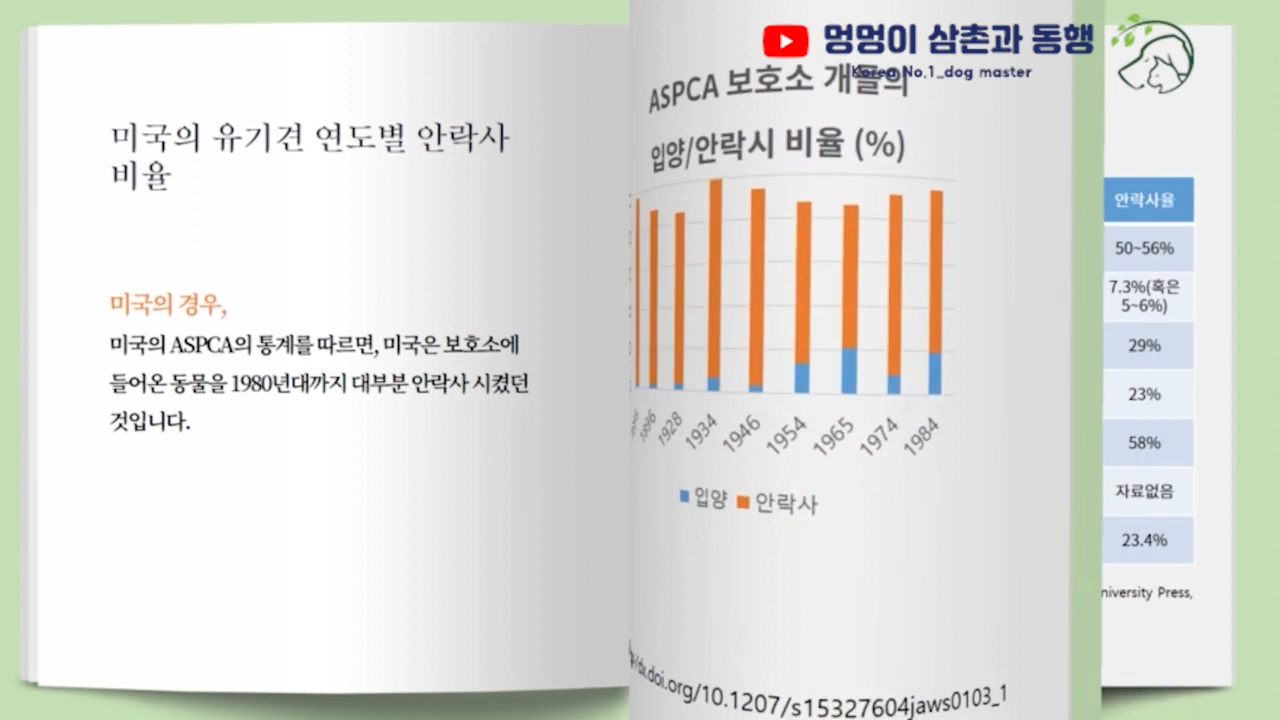 멍멍이 삼촌과 동행
Korea No.1_dog master
미국의 유기견 연도별 안락사
비율
미국의 경우,
미국의 ASPCA의 통계를 따르면, 미국은 보호소에
들어온 동물을 1980년대까지 대부분 안락사 시켰던
것입니다.
ASPCA 보호소 개들의
입양/안락시 비율 (%)
1896 1928 1934 1946 1954 1965 1974 1984
입양 안락사
dx.doi.org/10.1207/s15327604jaws0103_1
안락사율
50~56%
7.3%(혹은
5~6%)
29%
23%
58%
자료없음
23.4%
University Press,